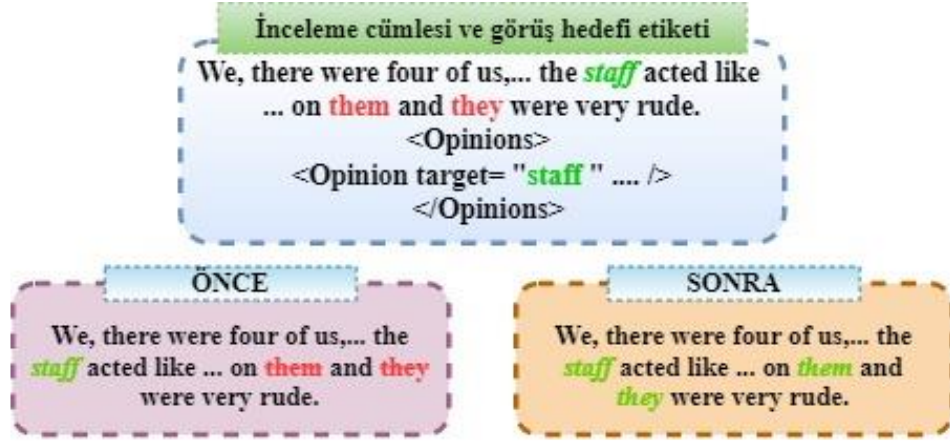 İnceleme cümlesi ve görüş hedefi etiketi
We, there were four of us,... the staff acted like
... on them and they were very rude.
<Opinions>
<Opinion target= "staff " .... />
</Opinions>
ÖNCE
We, there were four of us,... the
staff acted like ... on them and they
were very rude.
SONRA
We, there were four of us,... the
staff acted like ... on them and
they were very rude.